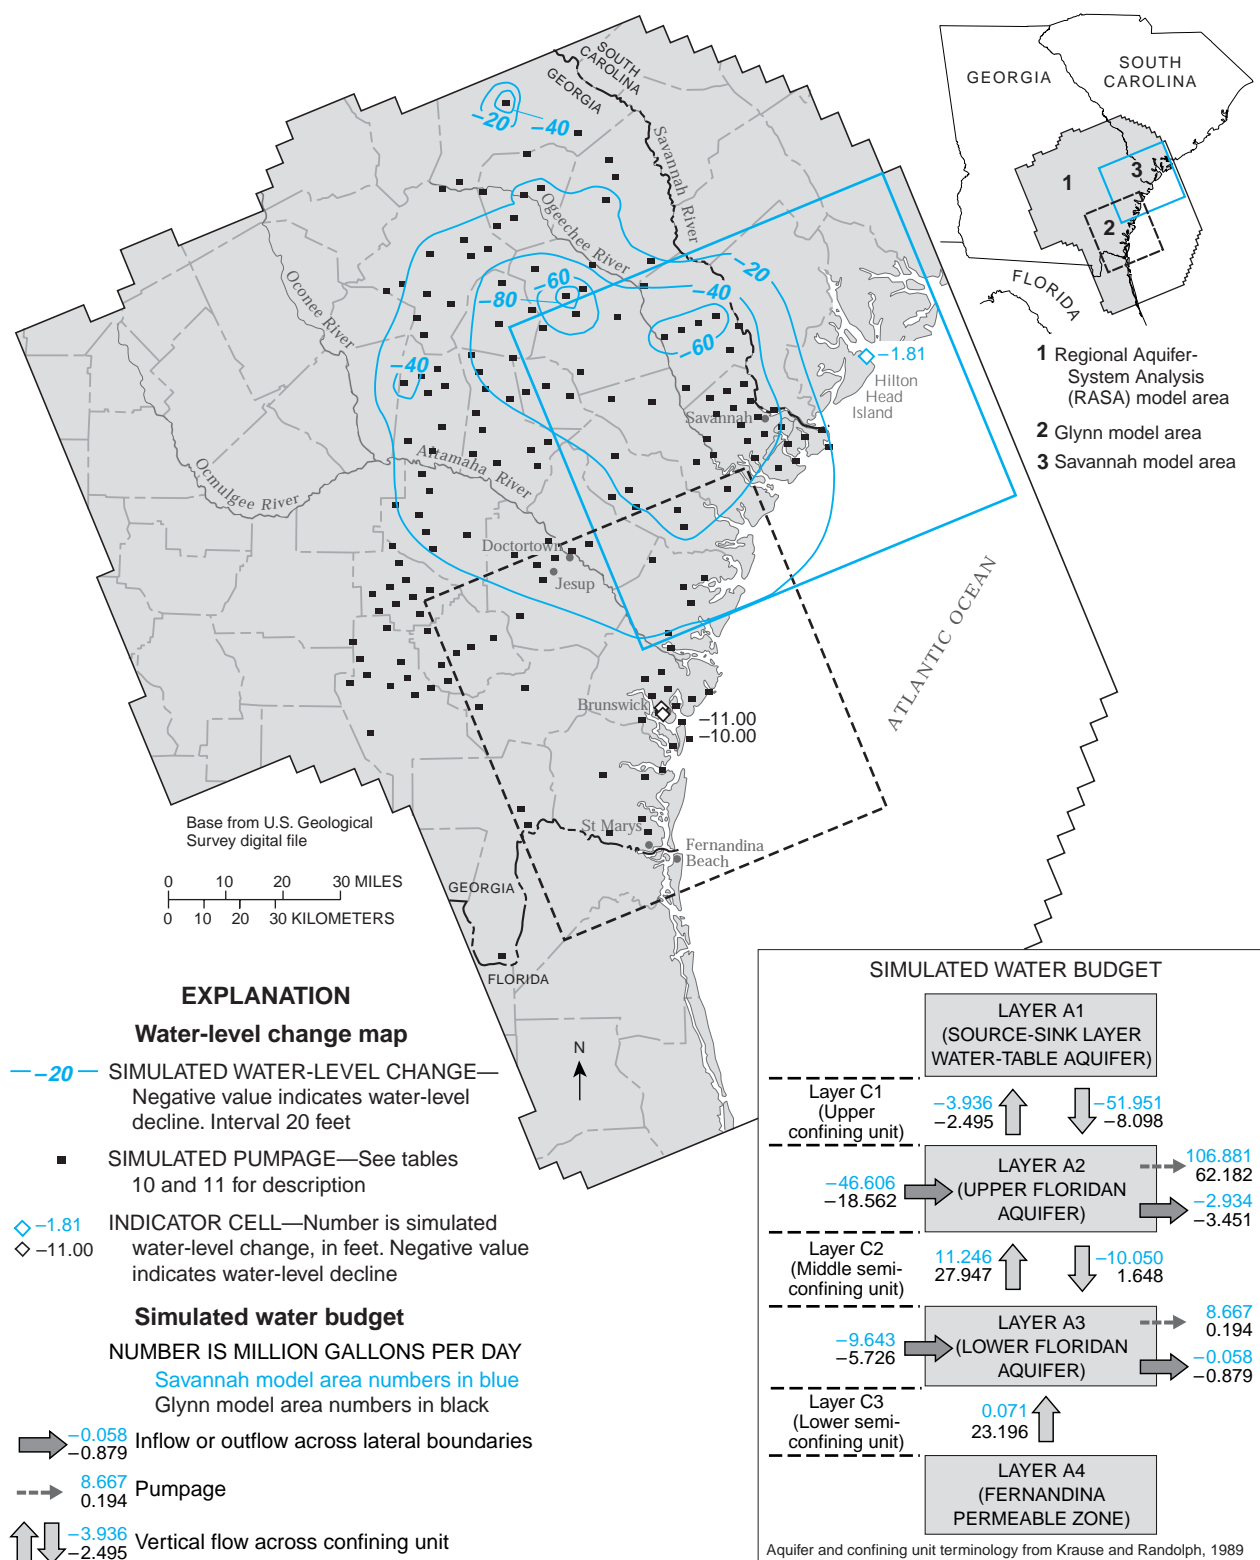 SOUTH
CAROLINA
GEORGIA
–20
–40
Savannah River
Ogeechee River
Oconee River
Ocmulgee River
Altamaha River
–20
–40
–60
–80
–60
–40
–1.81
Hilton
Head
Island
Savannah
Doctortown
Jesup
Brunswick
–11.00
–10.00
ATLANTIC OCEAN
St Marys
Fernandina
Beach
GEORGIA
FLORIDA
N
Base from U.S. Geological
Survey digital file
0 10 20 30 MILES
0 10 20 30 KILOMETERS
GEORGIA
SOUTH
CAROLINA
FLORIDA
1
2
3
1 Regional Aquifer-
System Analysis
(RASA) model area
2 Glynn model area
3 Savannah model area
EXPLANATION
Water-level change map
–20 SIMULATED WATER-LEVEL CHANGE—
Negative value indicates water-level
decline. Interval 20 feet
SIMULATED PUMPAGE—See tables
10 and 11 for description
–1.81 INDICATOR CELL—Number is simulated
–11.00 water-level change, in feet. Negative value
indicates water-level decline
Simulated water budget
NUMBER IS MILLION GALLONS PER DAY
Savannah model area numbers in blue
Glynn model area numbers in black
–0.058
–0.879
Inflow or outflow across lateral boundaries
8.667
0.194
Pumpage
–3.936
–2.495
Vertical flow across confining unit
SIMULATED WATER BUDGET
LAYER A1
(SOURCE-SINK LAYER
WATER-TABLE AQUIFER)
Layer C1
(Upper
confining unit)
–3.936
–2.495
–51.951
–8.098
LAYER A2
(UPPER FLORIDAN
AQUIFER)
–46.606
–18.562
106.881
62.182
–2.934
–3.451
Layer C2
(Middle semi-
confining unit)
11.246
27.947
–10.050
1.648
LAYER A3
(LOWER FLORIDAN
AQUIFER)
–9.643
–5.726
8.667
0.194
–0.058
–0.879
Layer C3
(Lower semi-
confining unit)
0.071
23.196
LAYER A4
(FERNANDINA
PERMEABLE ZONE)
Aquifer and confining unit terminology from Krause and Randolph, 1989